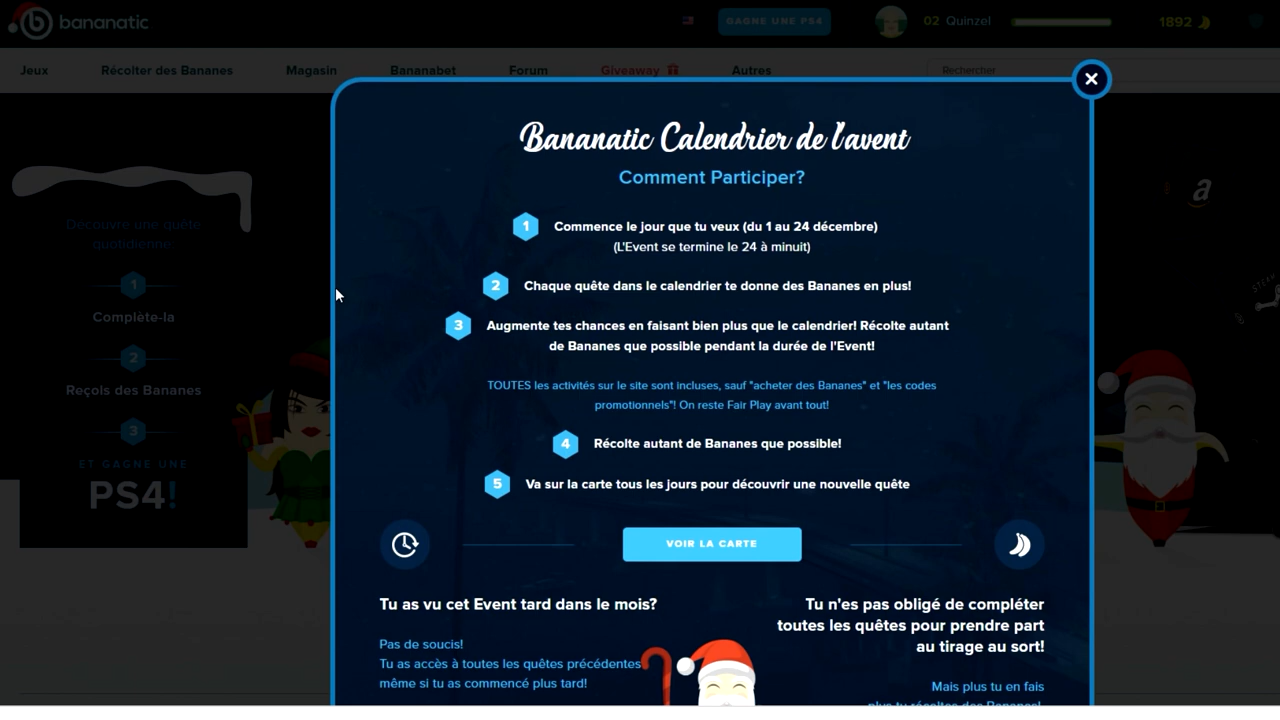 bananatic
GAGNE UNE PS4
02 Quinzel
1892
Jeux
Récolter des Bananes
Magasin
Bananabet
Forum
Giveaway
Autres
Rechercher
Découvre une quête
quotidienne
1
Complète-la
2
Reçois des Bananes
3
ET GAGNE UNE
PS4!
Bananatic Calendrier de l'avent
Comment Participer?
1 Commence le jour que tu veux (du 1 au 24 décembre)
(L'Event se termine le 24 à minuit)
2 Chaque quête dans le calendrier te donne des Bananes en plus!
3 Augmente tes chances en faisant bien plus que le calendrier! Récolte autant
de Bananes que possible pendant la durée de l'Event!
TOUTES les activités sur le site sont incluses, sauf "acheter des Bananes" et "les codes
promotionnels"! On reste Fair Play avant tout!
4 Récolte autant de Bananes que possible!
5 Va sur la carte tous les jours pour découvrir une nouvelle quête
VOIR LA CARTE
Tu as vu cet Event tard dans le mois?
Pas de soucis!
Tu as accès à toutes les quêtes précédentes
même si tu as commencé plus tard!
Tu n'es pas obligé de compléter
toutes les quêtes pour prendre part
au tirage au sort!
Mais plus tu en fais
plus tu récoltes des Bananes!
a